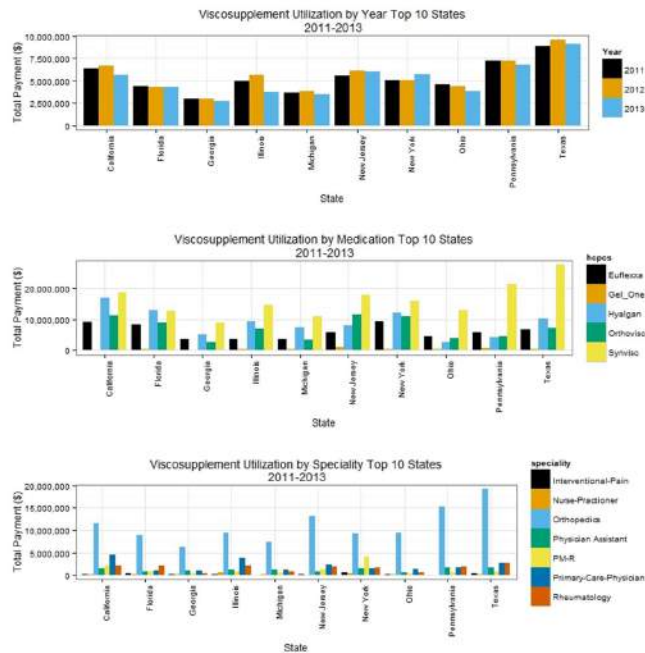 Viscosupplement Utilization by Year Top 10 States
2011-2013
Total Payment ($)
10,000,000
7,500,000
5,000,000
2,500,000
0
California
Florida
Georgia
Illinois
Michigan
New Jersey
New York
Ohio
Pennsylvania
Texas
State
Year
2011
2012
2013
Viscosupplement Utilization by Medication Top 10 States
2011-2013
Total Payment ($)
20,000,000
10,000,000
0
California
Florida
Georgia
Illinois
Michigan
New Jersey
New York
Ohio
Pennsylvania
Texas
State
hcpcs
Euflexxa
Gel_One
Hyalgan
Orthovisc
Synvisc
Viscosupplement Utilization by Speciality Top 10 States
2011-2013
Total Payment ($)
20,000,000
15,000,000
10,000,000
5,000,000
0
California
Florida
Georgia
Illinois
Michigan
New Jersey
New York
Ohio
Pennsylvania
Texas
State
speciality
Interventional-Pain
Nurse-Practioner
Orthopedics
Physician Assistant
PM-R
Primary-Care-Physician
Rheumatology